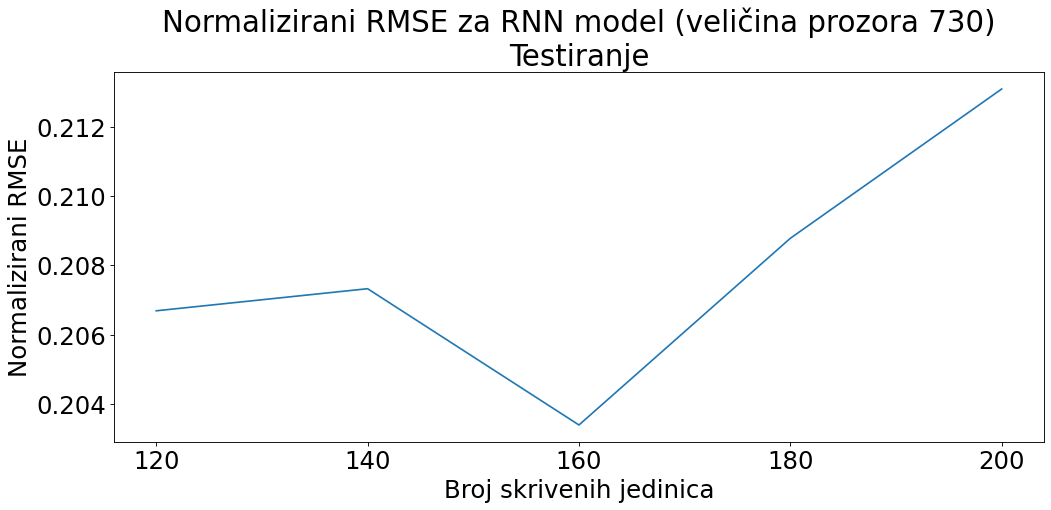 Normalizirani RMSE za RNN model (veličina prozora 730)
Testiranje
Normalizirani RMSE
0.212
0.210
0.208
0.206
0.204
120 140 160 180 200
Broj skrivenih jedinica